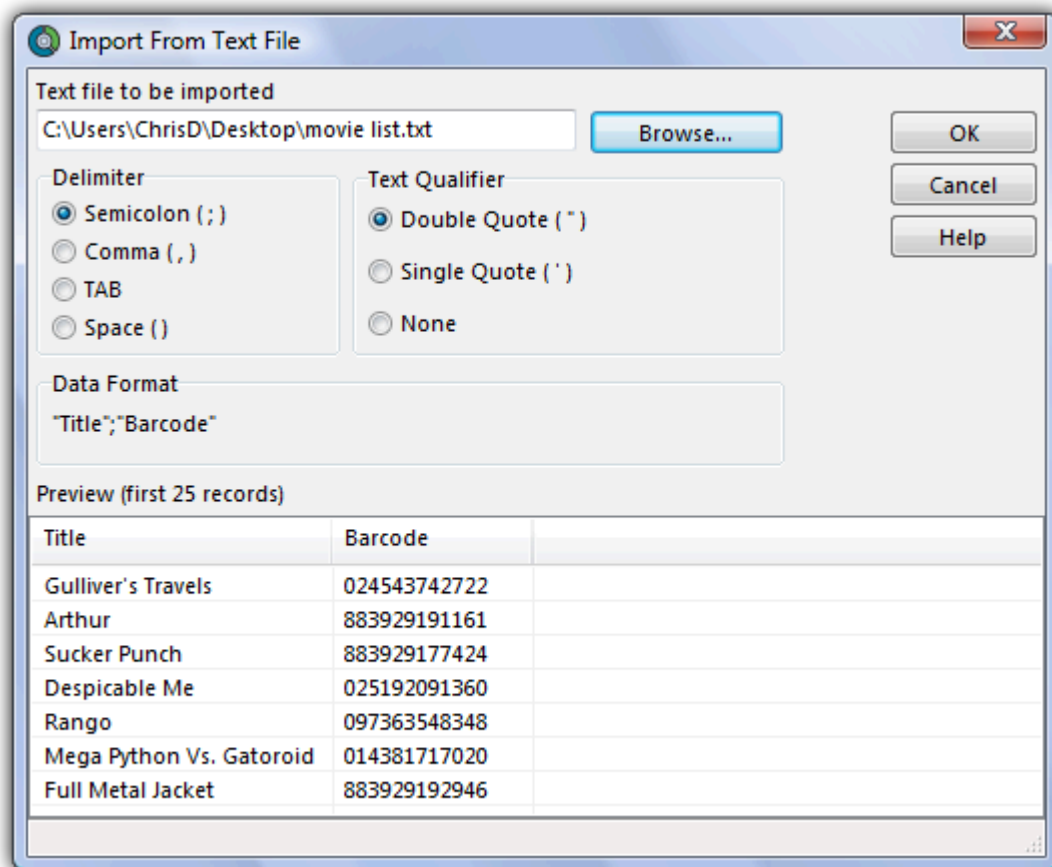 Import From Text File
Text file to be imported
C:\Users\ChrisD\Desktop\movie list.txt
Browse...
OK
Cancel
Help
Delimiter
Semicolon ( ; )
Comma ( , )
TAB
Space ( )
Text Qualifier
Double Quote ( " )
Single Quote ( ' )
None
Data Format
"Title";"Barcode"
Preview (first 25 records)
Title Barcode
Gulliver's Travels 024543742722
Arthur 883929191161
Sucker Punch 883929177424
Despicable Me 025192091360
Rango 097363548348
Mega Python Vs. Gatoroid 014381717020
Full Metal Jacket 883929192946